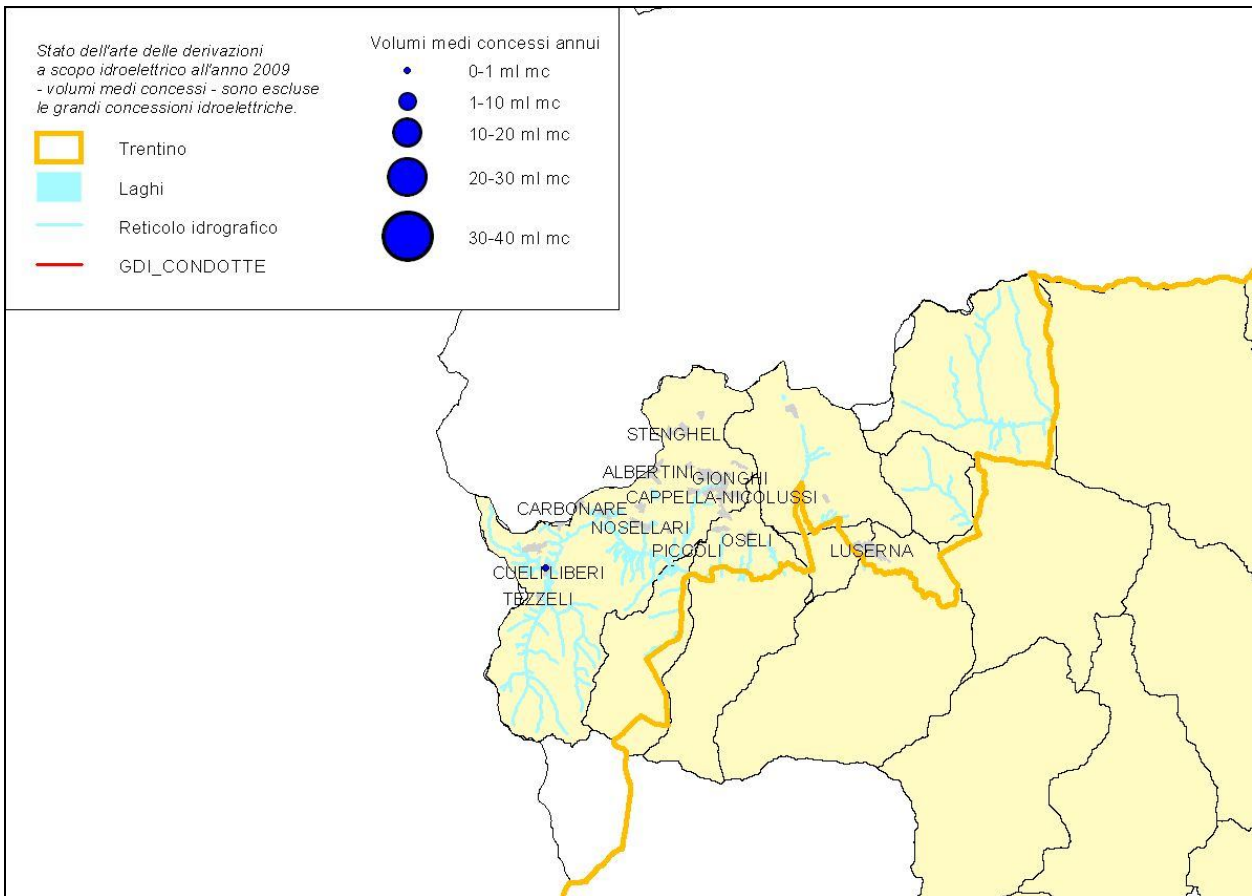 Stato dell'arte delle derivazioni
a scopo idroelettrico all'anno 2009
- volumi medi concessi - sono escluse
le grandi concessioni idroelettriche.
Trentino
Laghi
Reticolo idrografico
GDI_CONDOTTE
Volumi medi concessi annui
0-1 ml mc
1-10 ml mc
10-20 ml mc
20-30 ml mc
30-40 ml mc
STENGHEL
ALBERTINI
GIONGHI
CAPPELLA-NICOLUSSI
CARBONARE
NOSELLARI
OSELI
PICCOLI
LUSERNA
CUELI LIBERI
TEZZELI